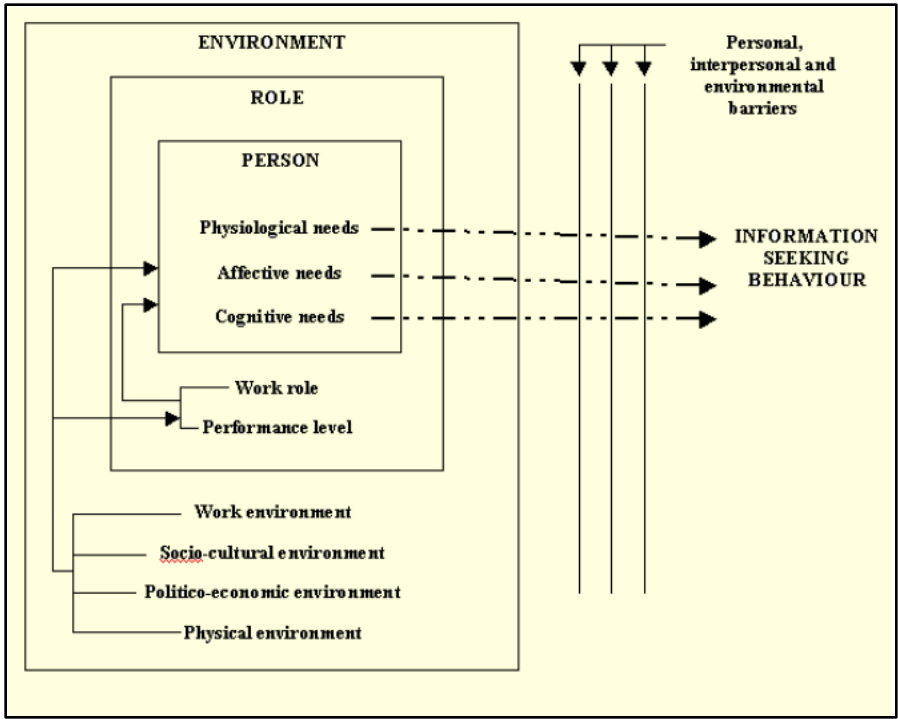 ENVIRONMENT
ROLE
PERSON
Physiological needs
Affective needs
Cognitive needs
Work role
Performance level
Work environment
Socio-cultural environment
Politico-economic environment
Physical environment
Personal,
interpersonal and
environmental
barriers
INFORMATION
SEEKING
BEHAVIOUR